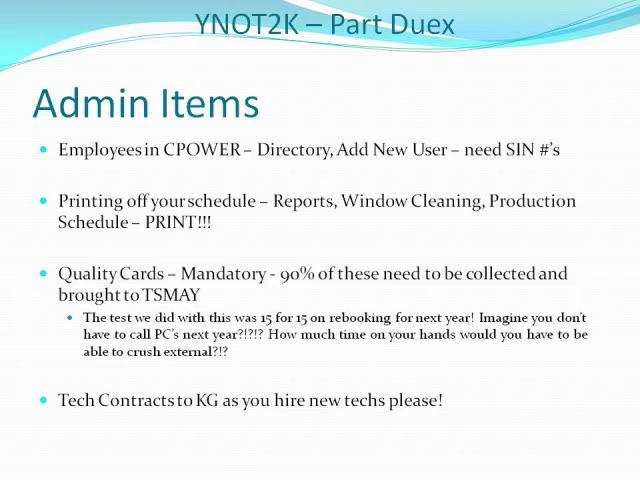 YNOT2K – Part Duex
Admin Items
Employees in CPOWER – Directory, Add New User – need SIN #'s
Printing off your schedule – Reports, Window Cleaning, Production
Schedule – PRINT!!!
Quality Cards – Mandatory - 90% of these need to be collected and
brought to TSMAY
The test we did with this was 15 for 15 on rebooking for next year! Imagine you don't
have to call PC's next year?!?!? How much time on your hands would you have to be
able to crush external?!?
Tech Contracts to KG as you hire new techs please!